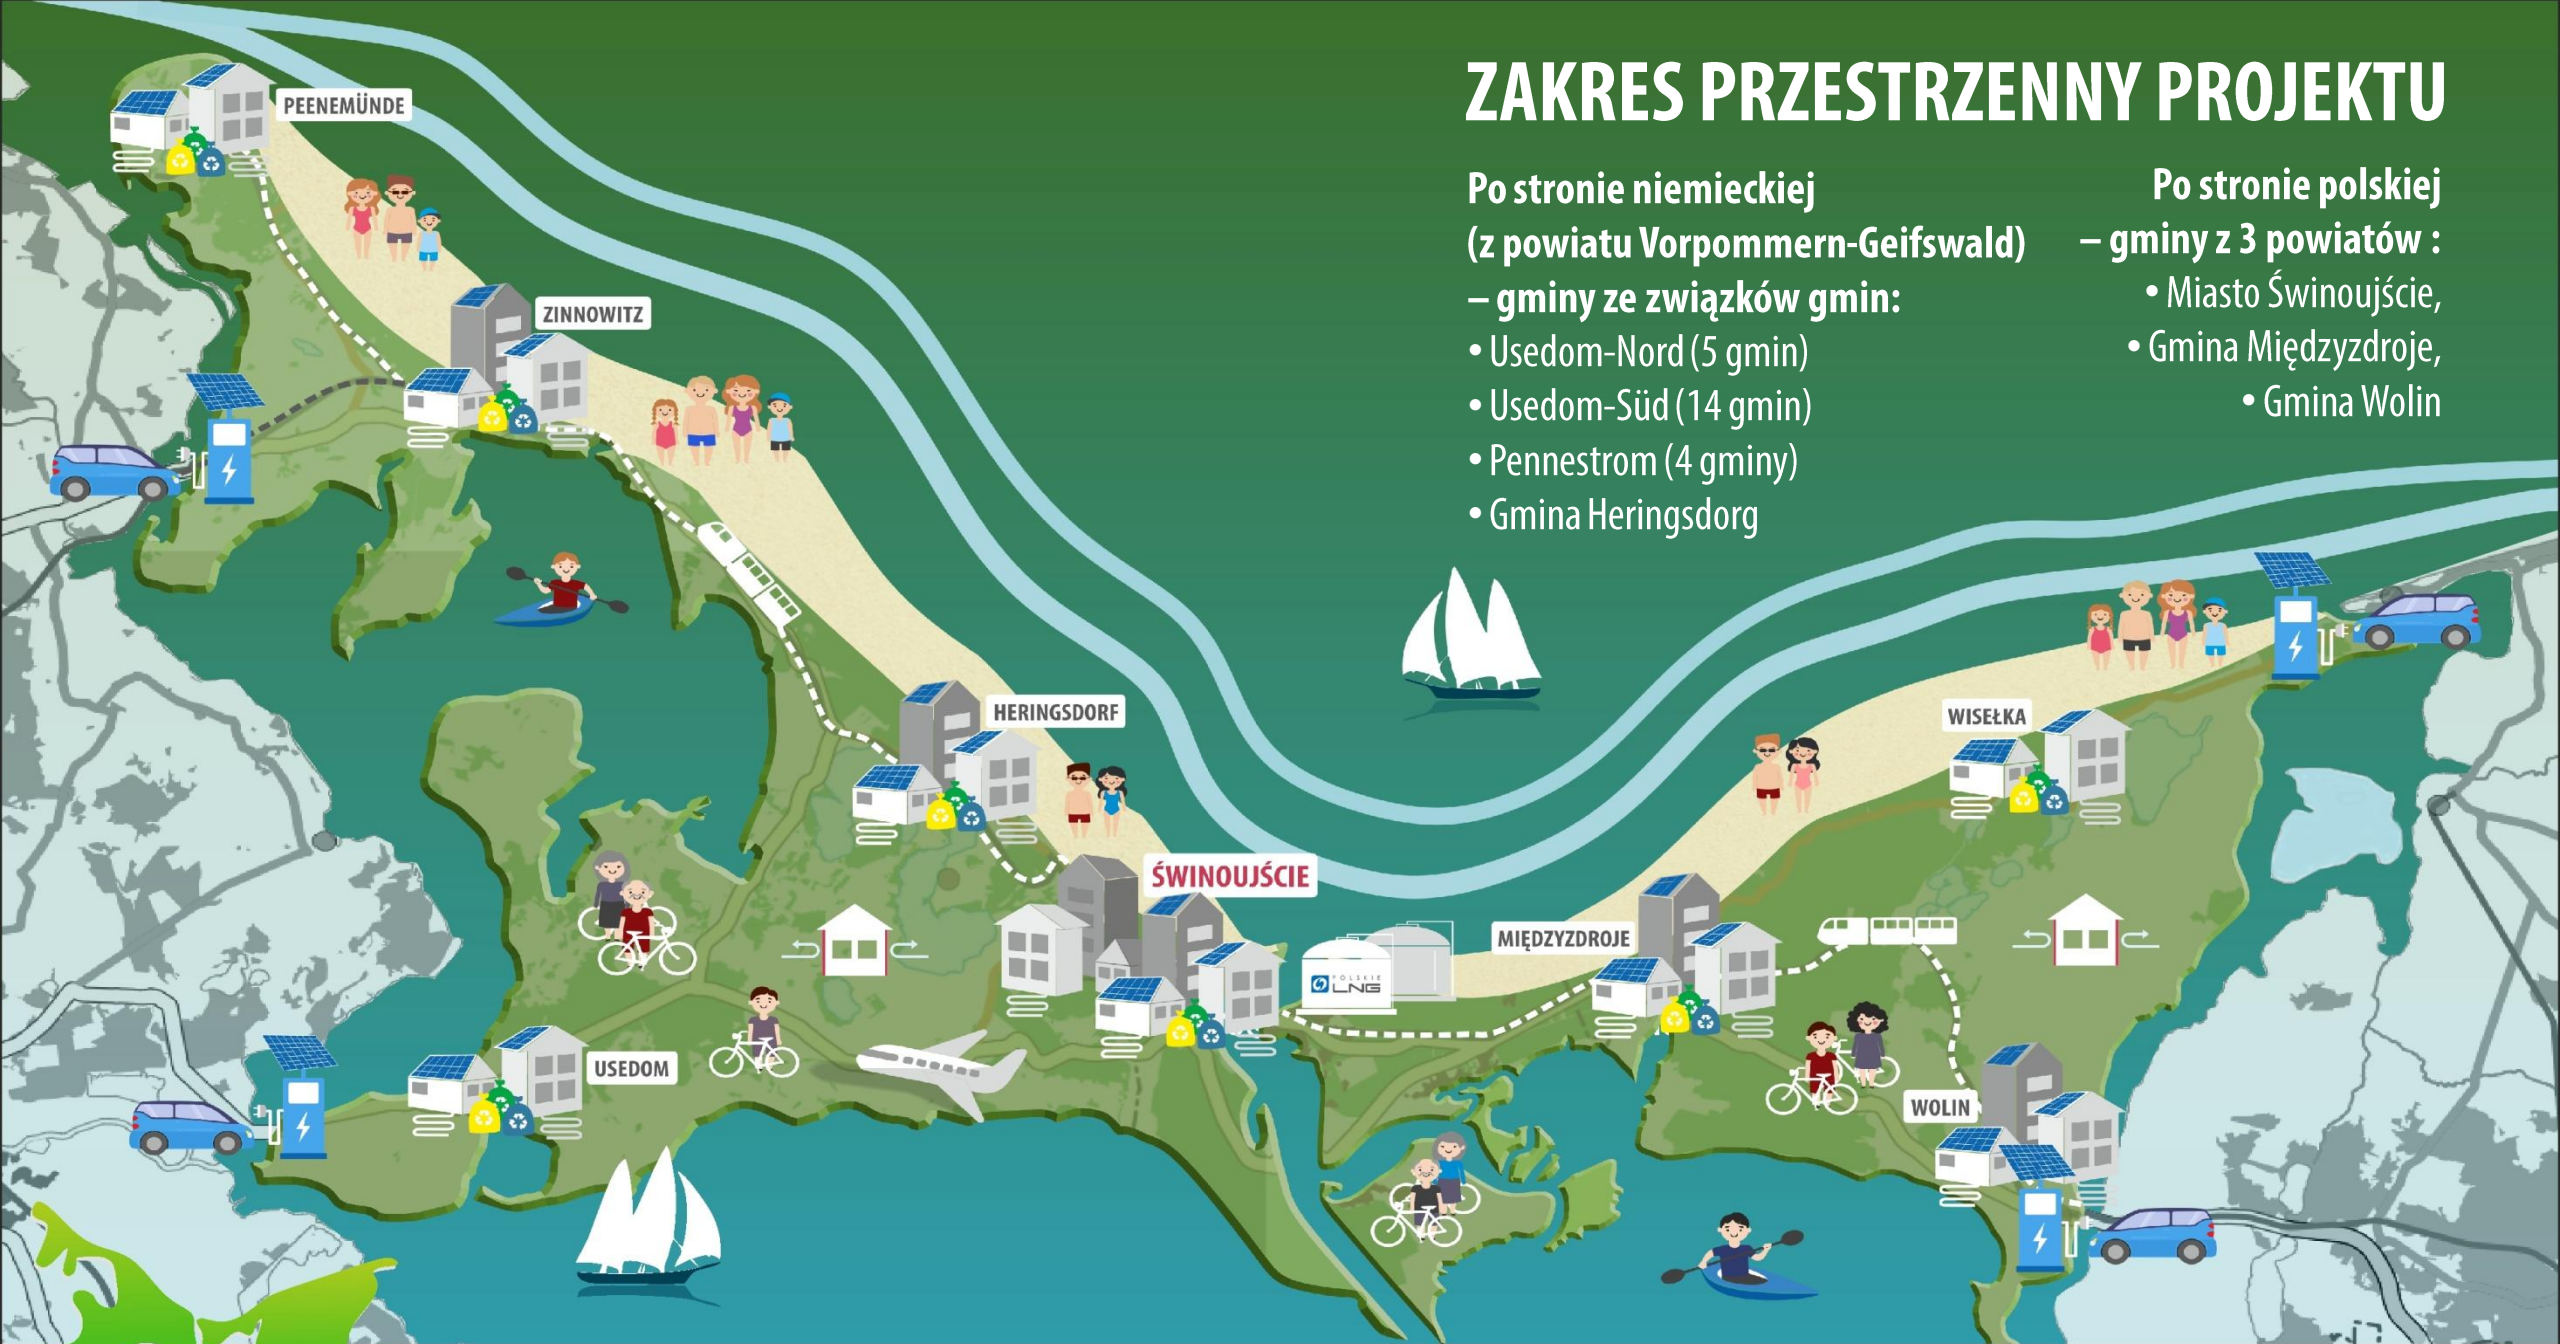 ZAKRES PRZESTRZENNY PROJEKTU
Po stronie niemieckiej
(z powiatu Vorpommern-Geifswald)
– gminy ze związków gmin:
• Usedom-Nord (5 gmin)
• Usedom-Süd (14 gmin)
• Pennestrom (4 gminy)
• Gmina Heringsdorg
Po stronie polskiej
– gminy z 3 powiatów :
• Miasto Świnoujście,
• Gmina Międzyzdroje,
• Gmina Wolin
PEENEMÜNDE
ZINNOWITZ
HERINGSDORF
WISEŁKA
ŚWINOUJŚCIE
MIĘDZYZDROJE
POLSKIE
LNG
USEDOM
WOLIN